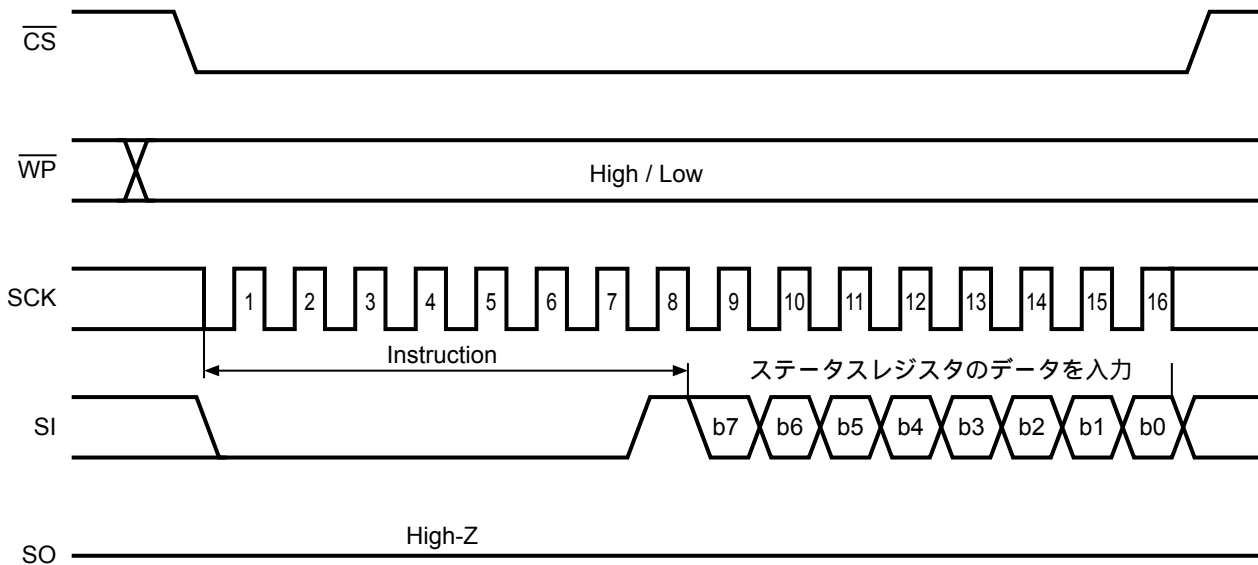 CS
WP
High / Low
SCK
1 2 3 4 5 6 7 8 9 10 11 12 13 14 15 16
Instruction
ステータスレジスタのデータを入力
SI
b7 b6 b5 b4 b3 b2 b1 b0
High-Z
SO